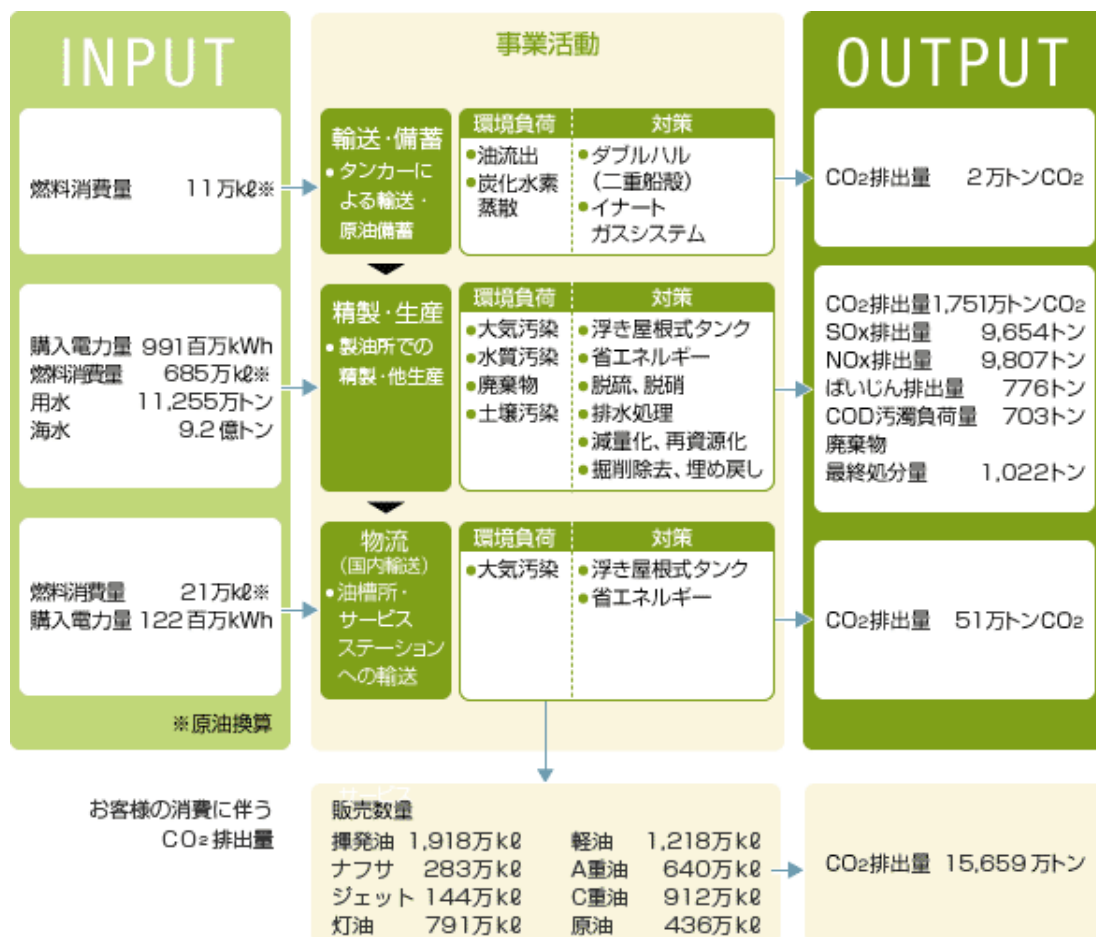 INPUT
事業活動
OUTPUT
燃料消費量 11万kℓ※
輸送・備蓄
●タンカーに
よる輸送・
原油備蓄
環境負荷 対策
●油流出
●炭化水素
蒸散
●ダブルハル
(二重船殻)
●イナート
ガスシステム
CO2排出量 2万トンCO2
購入電力量 991百万kWh
燃料消費量 685万kℓ※
用水 11,255万トン
海水 9.2億トン
精製・生産
●製油所での
精製・他生産
環境負荷 対策
●大気汚染
●水質汚染
●廃棄物
●土壌汚染
●浮き屋根式タンク
●省エネルギー
●脱硫、脱硝
●排水処理
●減量化、再資源化
●掘削除去、埋め戻し
CO2排出量1,751万トンCO2
SOx排出量 9,654トン
NOx排出量 9,807トン
ばいじん排出量 776トン
COD汚濁負荷量 703トン
廃棄物
最終処分量 1,022トン
燃料消費量 21万kℓ※
購入電力量 122百万kWh
物流
(国内輸送)
●油槽所・
サービス
ステーション
への輸送
環境負荷 対策
●大気汚染
●浮き屋根式タンク
●省エネルギー
CO2排出量 51万トンCO2
※原油換算
お客様の消費に伴う
CO2排出量
サービス
販売数量
揮発油 1,918万kℓ 軽油 1,218万kℓ
ナフサ 283万kℓ A重油 640万kℓ
ジェット 144万kℓ C重油 912万kℓ
灯油 791万kℓ 原油 436万kℓ
CO2排出量 15,659万トン